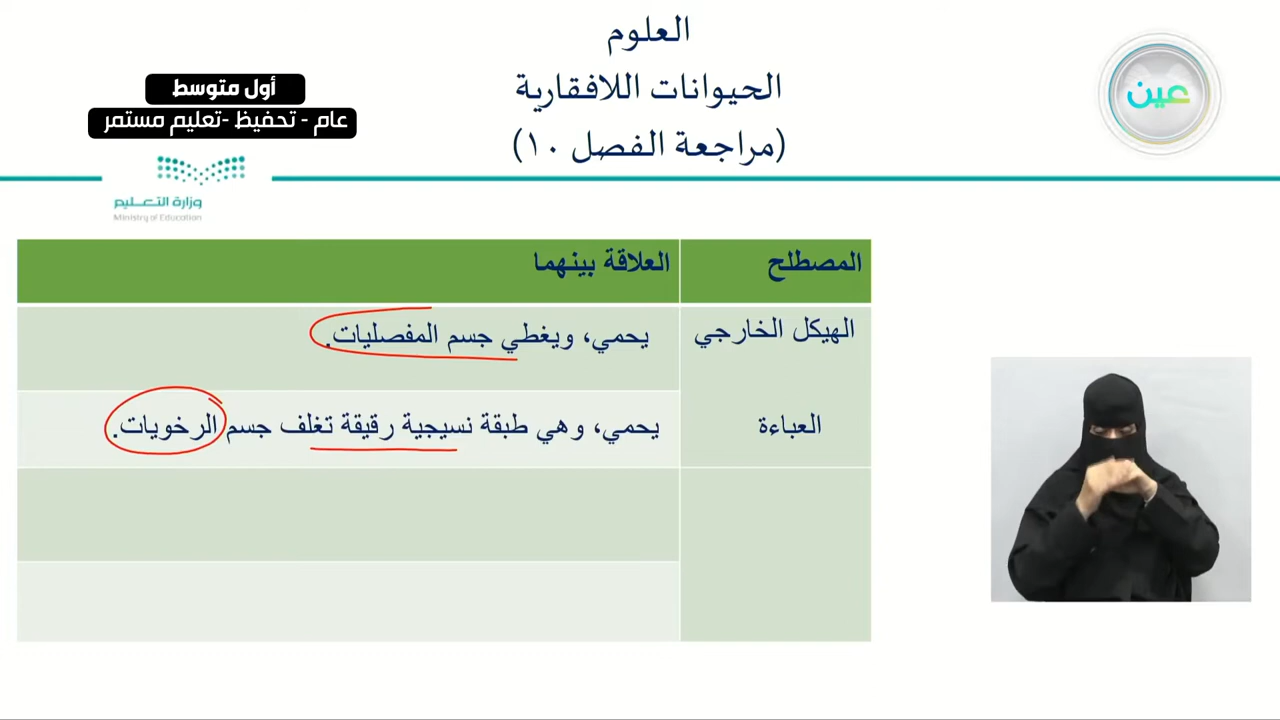 العلوم
الحيوانات اللافقارية
(مراجعة الفصل ١٠)
عين
أول متوسط
عام - تحفيظ -تعليم مستمر
وزارة التعليم
Ministry of Education
المصطلح
العلاقة بينهما
الهيكل الخارجي
يحمي، ويغطي جسم المفصليات.
العباءة
يحمي، وهي طبقة نسيجية رقيقة تغلف جسم الرخويات.